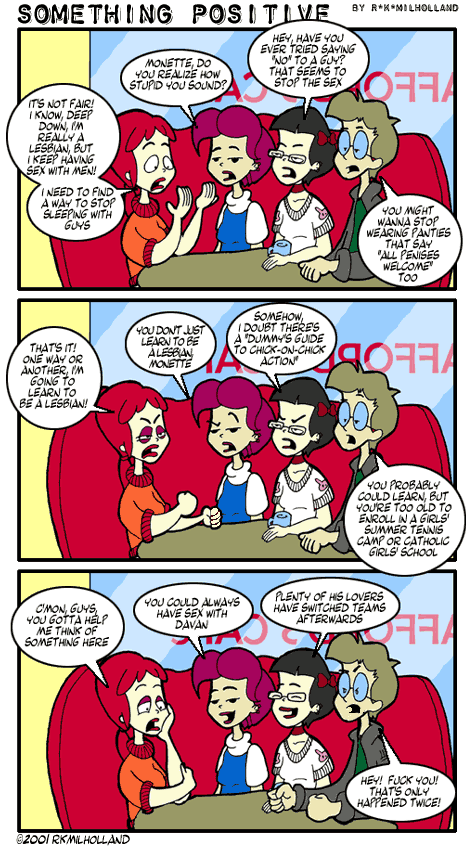 SOMETHING POSITIVE
BY R*K*MILHOLLAND
IT'S NOT FAIR!
I KNOW, DEEP
DOWN, I'M
REALLY A
LESBIAN, BUT
I KEEP HAVING
SEX WITH MEN!
I NEED TO FIND
A WAY TO STOP
SLEEPING WITH
GUYS
MONETTE, DO
YOU REALIZE HOW
STUPID YOU SOUND?
HEY, HAVE YOU
EVER TRIED SAYING
"NO" TO A GUY?
THAT SEEMS TO
STOP THE SEX
YOU MIGHT
WANNA STOP
WEARING PANTIES
THAT SAY
"ALL PENISES
WELCOME"
TOO
AFFORD'S CAFE
THAT'S IT!
ONE WAY OR
ANOTHER, I'M
GOING TO
LEARN TO
BE A LESBIAN!
YOU DON'T JUST
LEARN TO BE
A LESBIAN,
MONETTE
SOMEHOW,
I DOUBT THERE'S
A "DUMMY'S GUIDE
TO CHICK-ON-CHICK
ACTION"
YOU PROBABLY
COULD LEARN, BUT
YOU'RE TOO OLD TO
ENROLL IN A GIRLS'
SUMMER TENNIS
CAMP OR CATHOLIC
GIRLS' SCHOOL
AFFORD'S CAF
C'MON, GUYS,
YOU GOTTA HELP
ME THINK OF
SOMETHING HERE
YOU COULD ALWAYS
HAVE SEX WITH
DAVAN
PLENTY OF HIS LOVERS
HAVE SWITCHED TEAMS
AFTERWARDS
HEY! FUCK YOU!
THAT'S ONLY
HAPPENED TWICE!
AFFORD'S CAFE
©2001 RKMILHOLLAND